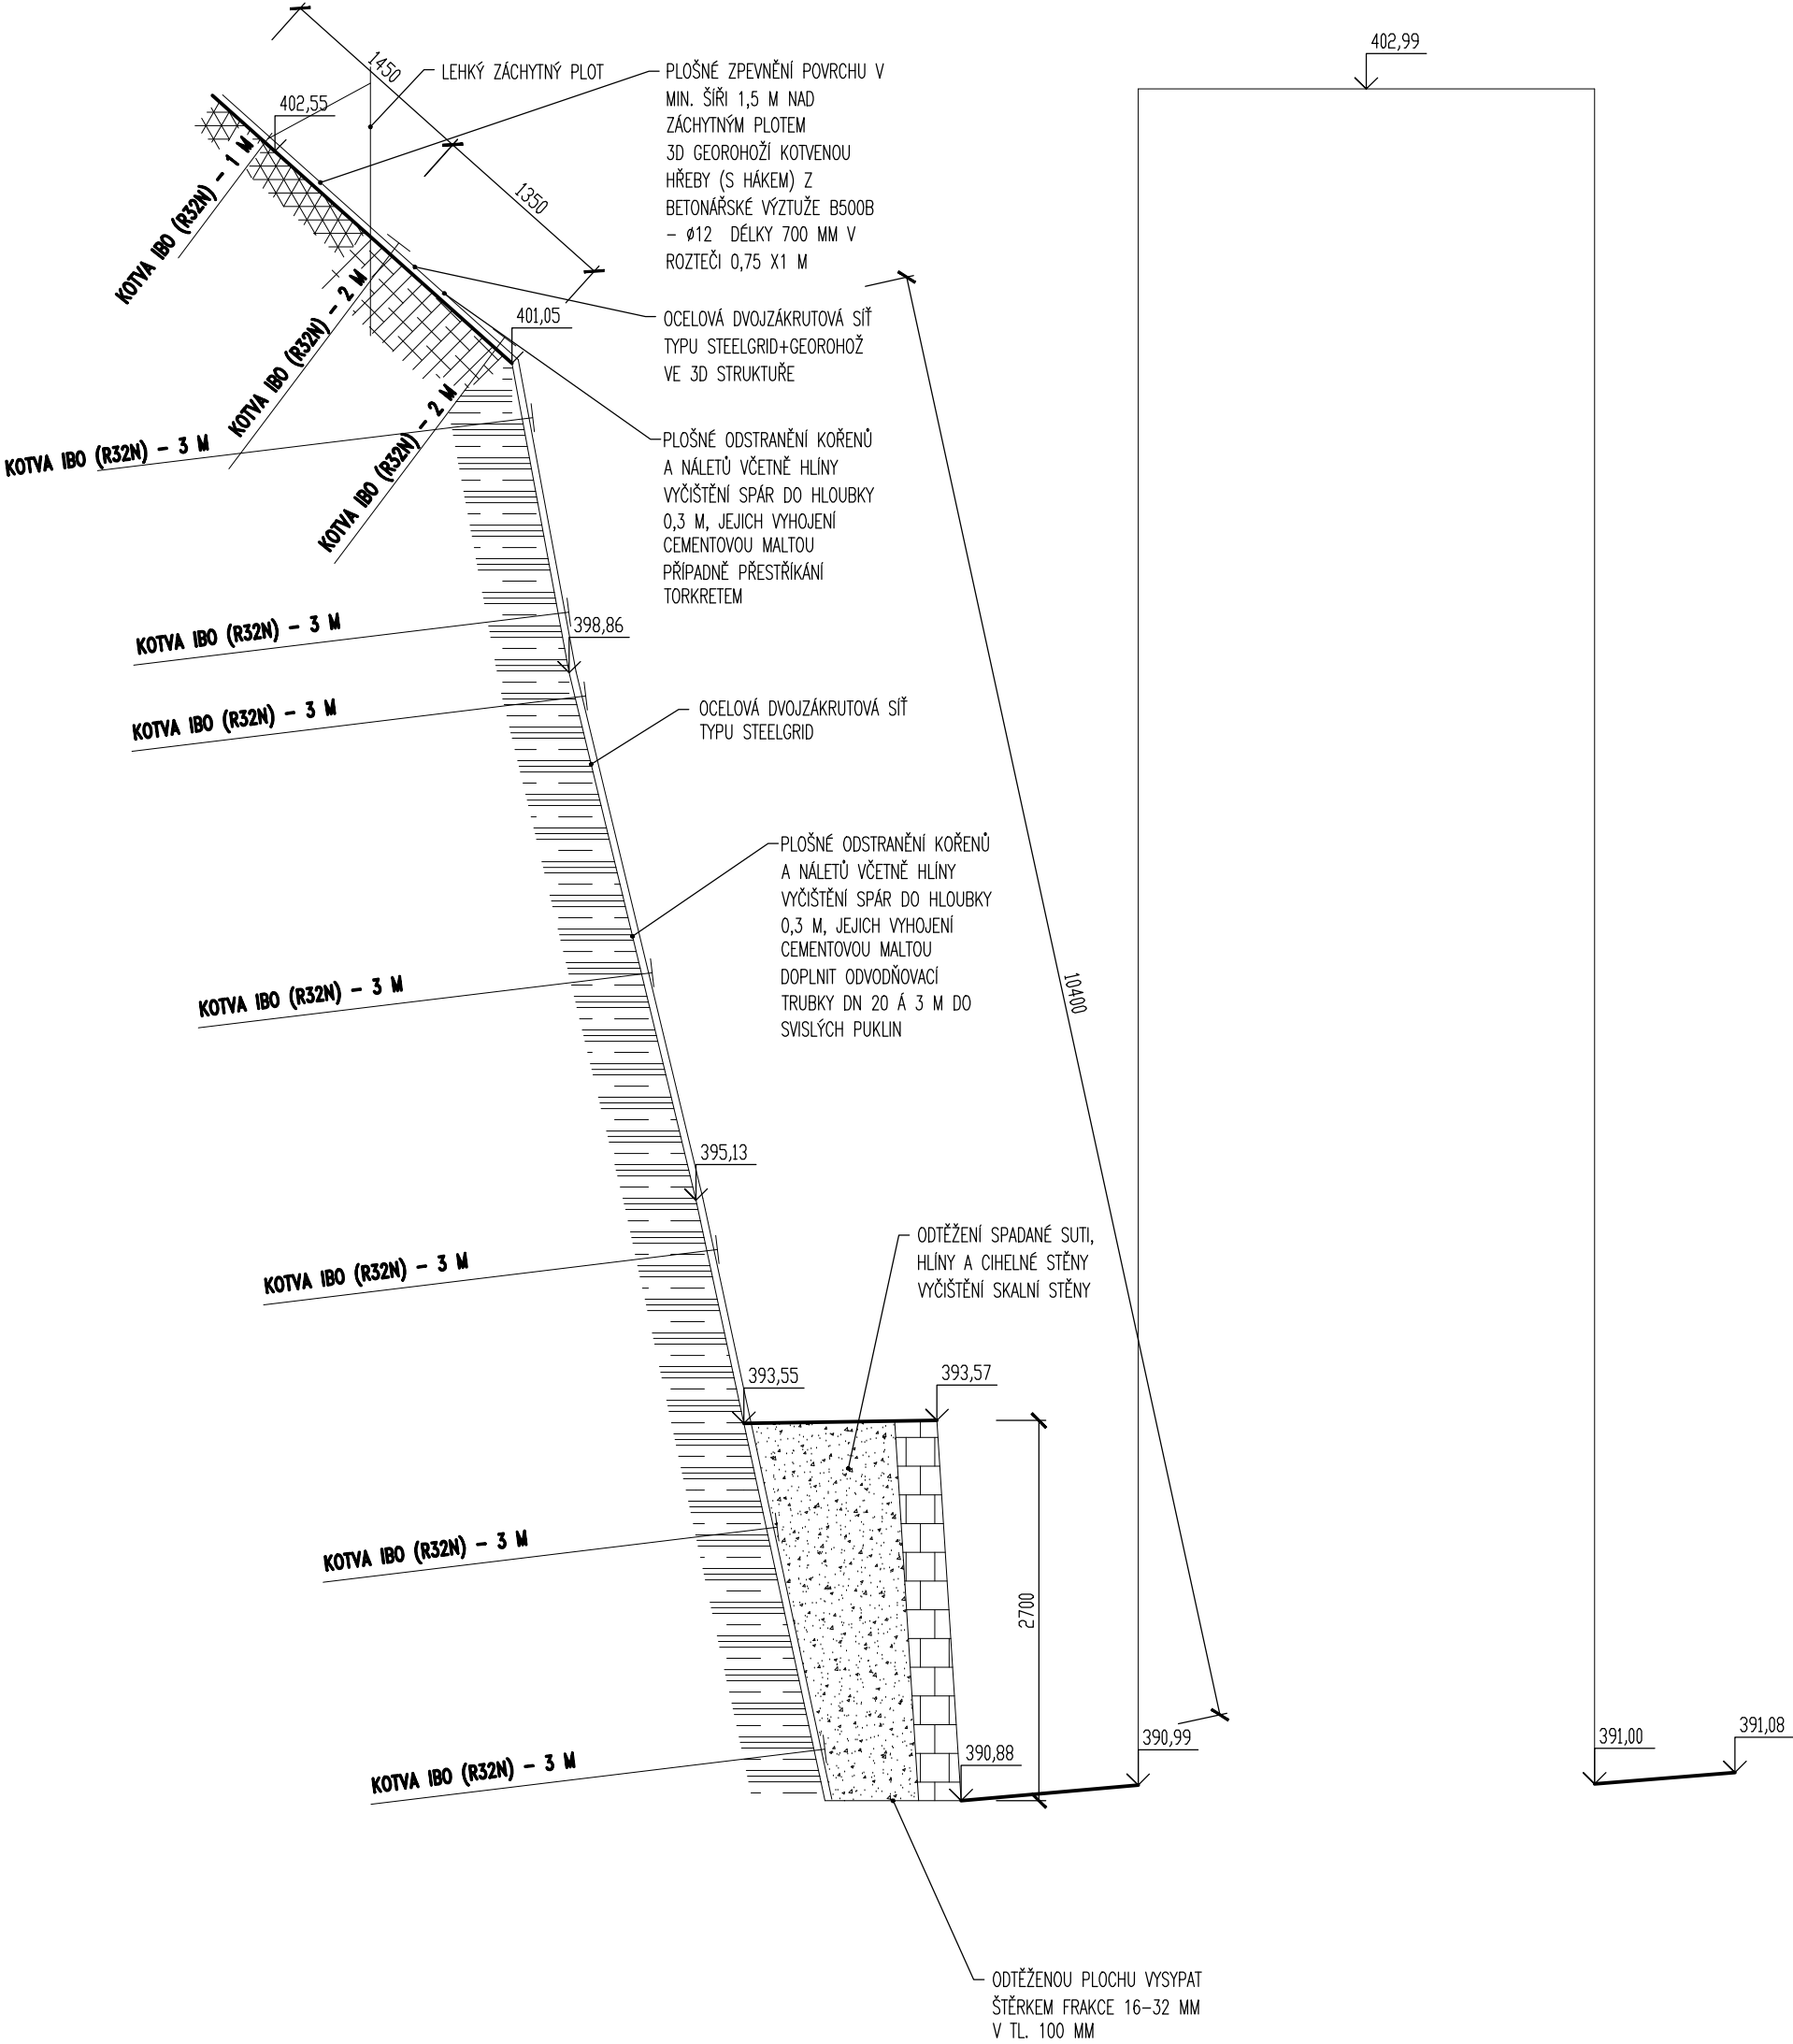 402,99
1450
LEHKÝ ZÁCHYTNÝ PLOT
PLOŠNÉ ZPEVNĚNÍ POVRCHU V
MIN. ŠÍŘI 1,5 M NAD
ZÁCHYTNÝM PLOTEM
3D GEOROHOŽÍ KOTVENOU
HŘEBY (S HÁKEM) Z
BETONÁŘSKÉ VÝZTUŽE B500B
- ø12 DÉLKY 700 MM V
ROZTEČI 0,75 X1 M
402,55
KOTVA IBO (R32N) - 1 M
1350
KOTVA IBO (R32N) - 2 M
401,05
OCELOVÁ DVOJZÁKRUTOVÁ SÍŤ
TYPU STEELGRID+GEOROHOŽ
VE 3D STRUKTUŘE
KOTVA IBO (R32N) - 2 M
KOTVA IBO (R32N) - 3 M
PLOŠNÉ ODSTRANĚNÍ KOŘENŮ
A NÁLETŮ VČETNĚ HLÍNY
VYČIŠTĚNÍ SPÁR DO HLOUBKY
0,3 M, JEJICH VYHOJENÍ
CEMENTOVOU MALTOU
PŘÍPADNĚ PŘESTŘÍKÁNÍ
TORKRETEM
KOTVA IBO (R32N) - 3 M
398,86
KOTVA IBO (R32N) - 3 M
OCELOVÁ DVOJZÁKRUTOVÁ SÍŤ
TYPU STEELGRID
PLOŠNÉ ODSTRANĚNÍ KOŘENŮ
A NÁLETŮ VČETNĚ HLÍNY
VYČIŠTĚNÍ SPÁR DO HLOUBKY
0,3 M, JEJICH VYHOJENÍ
CEMENTOVOU MALTOU
DOPLNIT ODVODŇOVACÍ
TRUBKY DN 20 Á 3 M DO
SVISLÝCH PUKLIN
10400
KOTVA IBO (R32N) - 3 M
395,13
KOTVA IBO (R32N) - 3 M
ODTĚŽENÍ SPADANÉ SUTI,
HLÍNY A CIHELNÉ STĚNY
VYČIŠTĚNÍ SKALNÍ STĚNY
393,55
393,57
KOTVA IBO (R32N) - 3 M
2700
390,88
390,99
391,00
391,08
KOTVA IBO (R32N) - 3 M
ODTĚŽENOU PLOCHU VYSYPAT
ŠTĚRKEM FRAKCE 16-32 MM
V TL. 100 MM